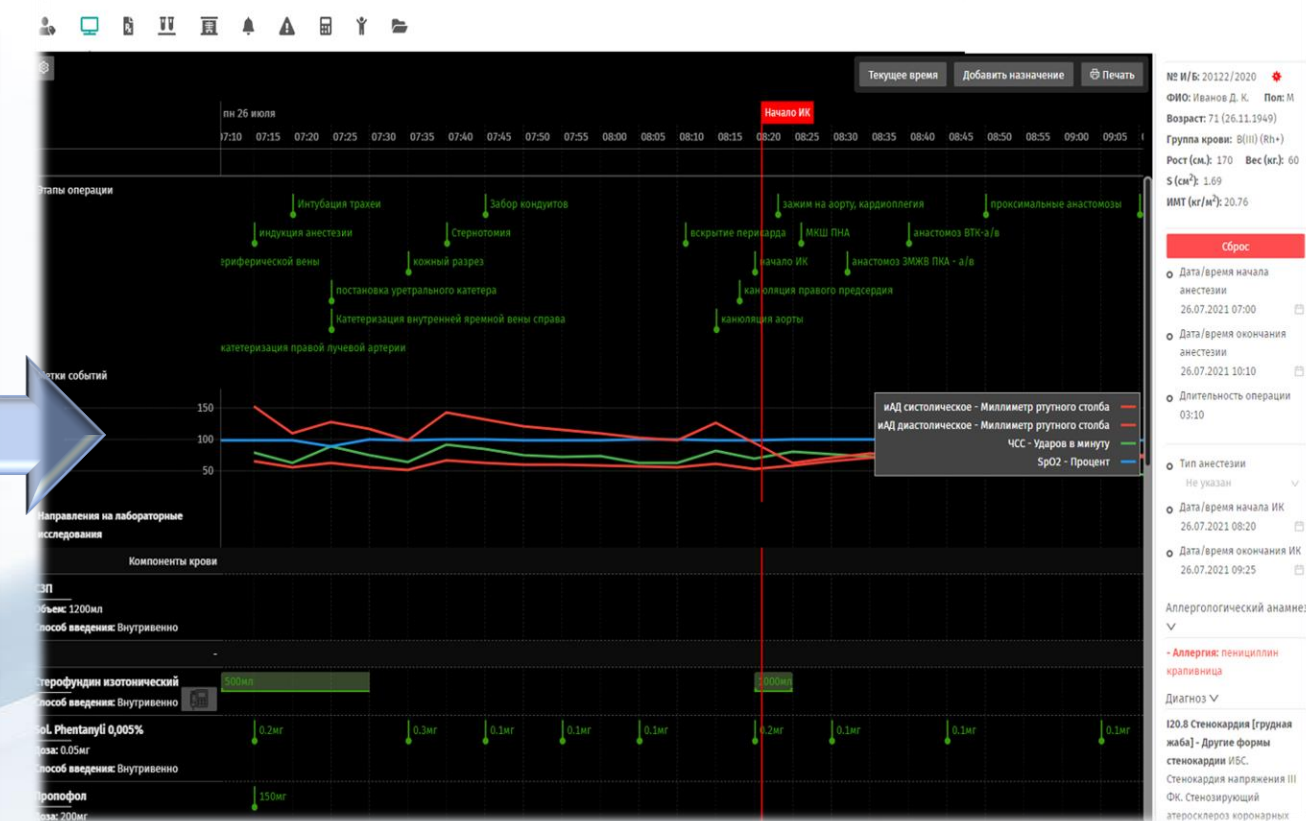 Текущее время Добавить назначение Печать
пн 26 июля
Начало ИК
07:15 07:20 07:25 07:30 07:35 07:40 07:45 07:50 07:55 08:00 08:05 08:10 08:15 08:20 08:25 08:30 08:35 08:40 08:45 08:50 08:55 09:00 09:05
Этапы операции
Интубация трахеи Забор кондуитов зажим на аорту, кардиоплегия проксимальные анастомозы
индукция анестезии Стернотомия вскрытие перикарда МКШ ПНА анастомоз ВТК-а/в
ериферической вены кожный разрез начало ИК анастомоз ЗМЖВ ПКА - а/в
постановка уретрального катетера канюляция правого предсердия
Катетеризация внутренней яремной вены справа канюляция аорты
катетеризация правой лучевой артерии
етки событий
150
100
50
иАД систолическое - Миллиметр ртутного столба
иАД диастолическое - Миллиметр ртутного столба
ЧСС - Ударов в минуту
SpO2 - Процент
Направления на лабораторные
исследования
Компоненты крови
СЗП
Объем: 1200мл
Способ введения: Внутривенно
-
Стерофундин изотонический 500мл 1000мл
Способ введения: Внутривенно
Sol. Phentanyli 0,005% 0.2мг 0.3мг 0.1мг 0.1мг 0.1мг 0.2мг 0.1мг 0.1мг 0.1мг
Доза: 0.05мг
Способ введения: Внутривенно
Пропофол 150мг
Доза: 200мг
№ И/Б: 20122/2020
ФИО: Иванов Д. К. Пол: М
Возраст: 71 (26.11.1949)
Группа крови: B(III) (Rh+)
Рост (см.): 170 Вес (кг.): 60
S (см²): 1.69
ИМТ (кг/м²): 20.76
Сброс
Дата/время начала
анестезии
26.07.2021 07:00
Дата/время окончания
анестезии
26.07.2021 10:10
Длительность операции
03:10
Тип анестезии
Не указан
Дата/время начала ИК
26.07.2021 08:20
Дата/время окончания ИК
26.07.2021 09:25
Аллергологический анамнез
- Аллергия: пенициллин
крапивница
Диагноз
I20.8 Стенокардия [грудная
жаба] - Другие формы
стенокардии ИБС.
Стенокардия напряжения III
ФК. Стенозирующий
атеросклероз коронарных